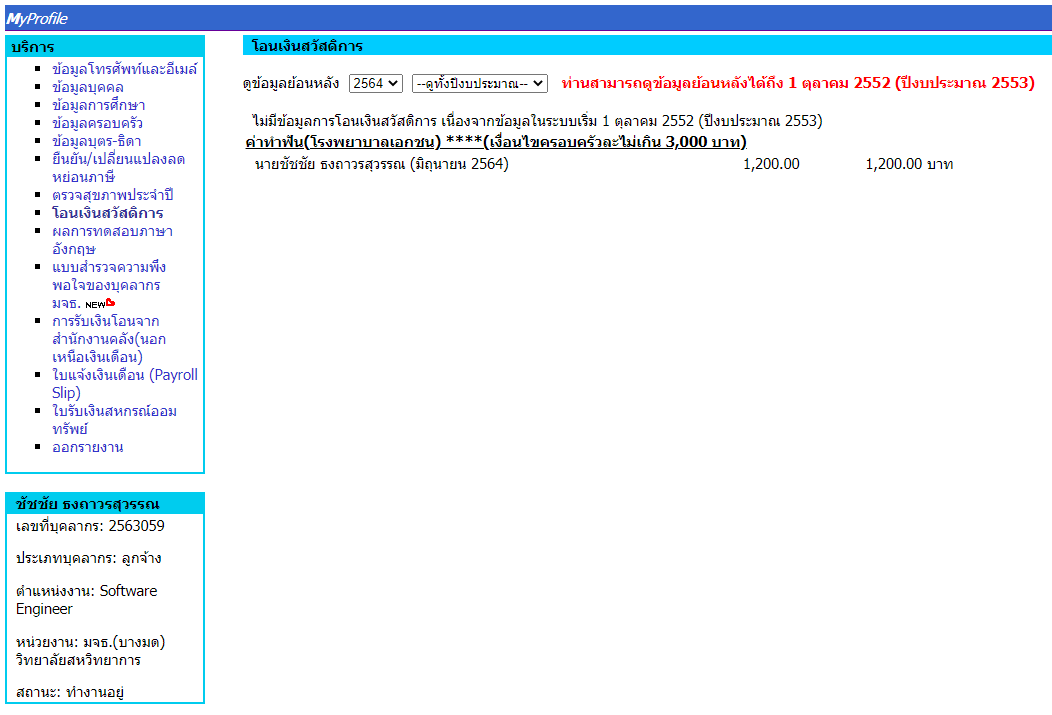 MyProfile
บริการ
ข้อมูลโทรศัพท์และอีเมล์
ข้อมูลบุคคล
ข้อมูลการศึกษา
ข้อมูลครอบครัว
ข้อมูลบุตร-ธิดา
ยืนยัน/เปลี่ยนแปลงลด
หย่อนภาษี
ตรวจสุขภาพประจำปี
โอนเงินสวัสดิการ
ผลการทดสอบภาษา
อังกฤษ
แบบสำรวจความพึง
พอใจของบุคลากร
มจธ. NEW
การรับเงินโอนจาก
สำนักงานคลัง(นอก
เหนือเงินเดือน)
ใบแจ้งเงินเดือน (Payroll
Slip)
ใบรับเงินสหกรณ์ออม
ทรัพย์
ออกรายงาน
ชัชชัย ธงถาวรสุวรรณ
เลขที่บุคลากร: 2563059
ประเภทบุคลากร: ลูกจ้าง
ตำแหน่งงาน: Software
Engineer
หน่วยงาน: มจธ.(บางมด)
วิทยาลัยสหวิทยาการ
สถานะ: ทำงานอยู่
โอนเงินสวัสดิการ
ดูข้อมูลย้อนหลัง 2564 --ดูทั้งปีงบประมาณ-- ท่านสามารถดูข้อมูลย้อนหลังได้ถึง 1 ตุลาคม 2552 (ปีงบประมาณ 2553)
ไม่มีข้อมูลการโอนเงินสวัสดิการ เนื่องจากข้อมูลในระบบเริ่ม 1 ตุลาคม 2552 (ปีงบประมาณ 2553)
ค่าทำฟัน(โรงพยาบาลเอกชน) ****(เงื่อนไขครอบครัวละไม่เกิน 3,000 บาท)
นายชัชชัย ธงถาวรสุวรรณ (มิถุนายน 2564) 1,200.00 1,200.00 บาท